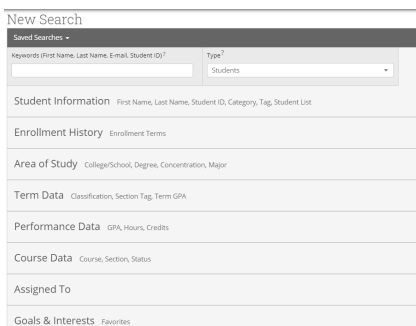 New Search
Saved Searches
Keywords (First Name, Last Name, E-mail, Student ID)? Type?
Students
Student Information First Name, Last Name, Student ID, Category, Tag, Student List
Enrollment History Enrollment Terms
Area of Study College/School, Degree, Concentration, Major
Term Data Classification, Section Tag, Term GPA
Performance Data GPA, Hours, Credits
Course Data Course, Section, Status
Assigned To
Goals & Interests Favorites